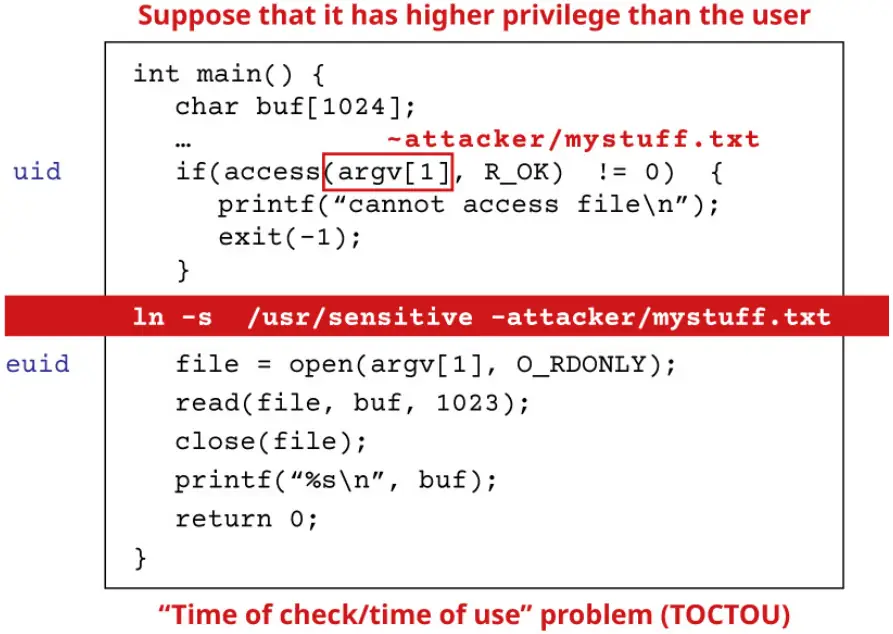 Suppose that it has higher privilege than the user
int main() {
char buf[1024];
… ~attacker/mystuff.txt
uid if(access(argv[1], R_OK) != 0) {
printf(“cannot access file\n”);
exit(-1);
}
ln -s /usr/sensitive -attacker/mystuff.txt
euid file = open(argv[1], O_RDONLY);
read(file, buf, 1023);
close(file);
printf(“%s\n”, buf);
return 0;
}
“Time of check/time of use” problem (TOCTOU)